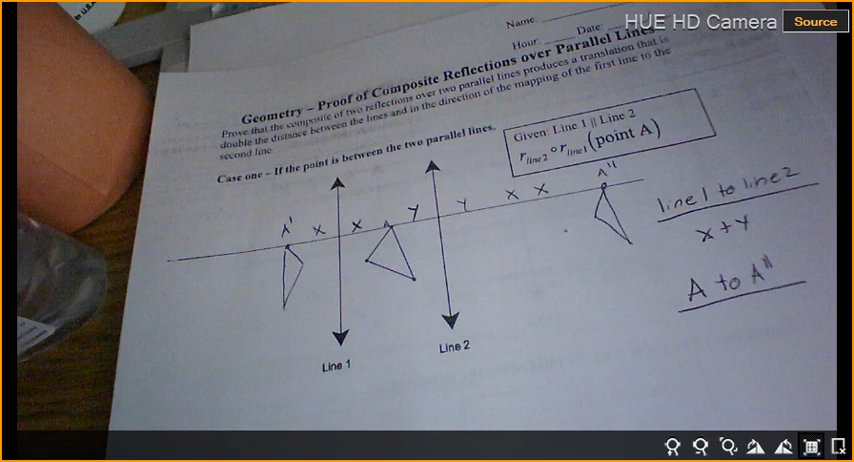 HUE HD Camera
Source
Name
Hour: Date:
Geometry – Proof of Composite Reflections over Parallel Lines
Prove that the composite of two reflections over two parallel lines produces a translation that is
double the distance between the lines and in the direction of the mapping of the first line to the
second line
Case one – If the point is between the two parallel lines.
Given: Line 1 || Line 2
r line 2 ∘ r line 1 (point A)
A' X X A Y Y X X A"
line 1 to line 2
X + Y
A to A"
Line 1
Line 2